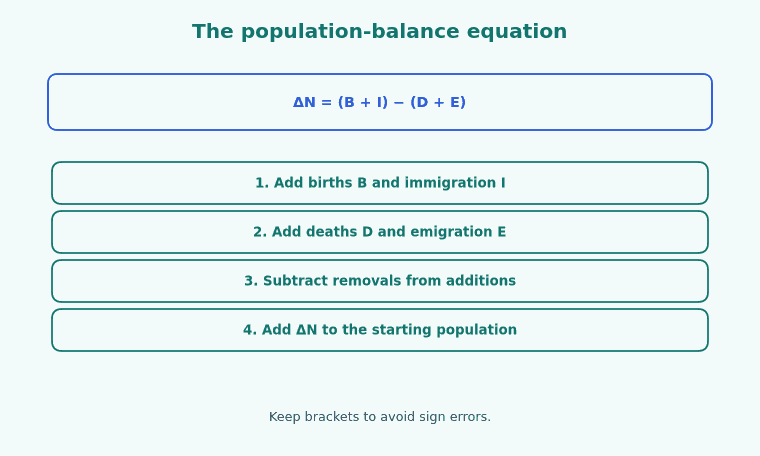 The population-balance equation
ΔN = (B + I) − (D + E)
1. Add births B and immigration I
2. Add deaths D and emigration E
3. Subtract removals from additions
4. Add ΔN to the starting population
Keep brackets to avoid sign errors.